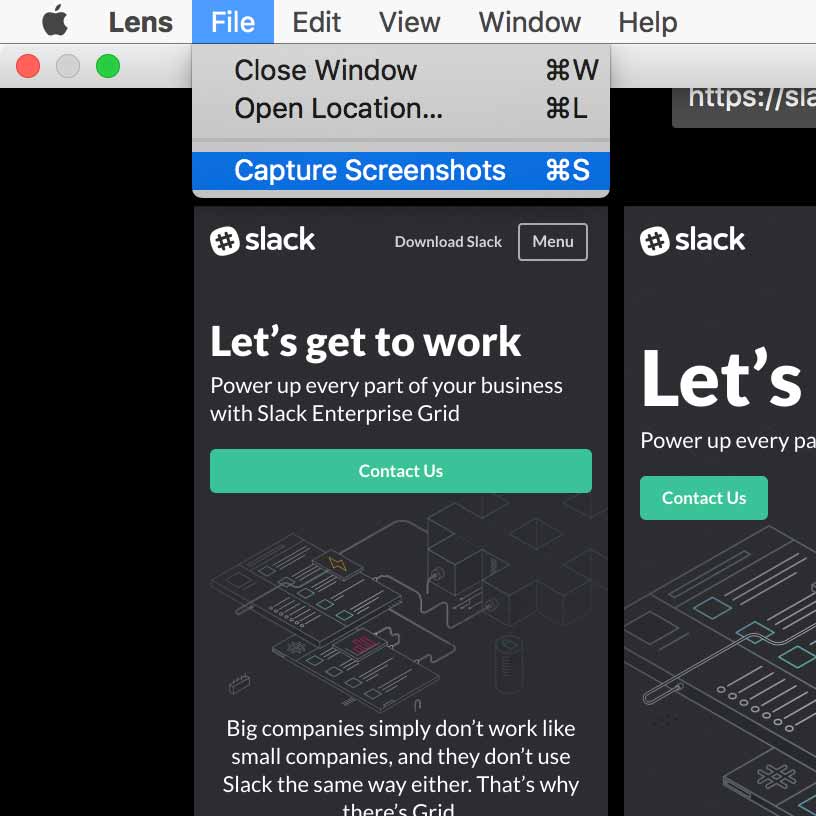 Lens File Edit View Window Help
Close Window ⌘W
Open Location... ⌘L
Capture Screenshots ⌘S
slack
Download Slack
Menu
Let’s get to work
Power up every part of your business
with Slack Enterprise Grid
Contact Us
Big companies simply don’t work like
small companies, and they don’t use
Slack the same way either. That’s why
there’s Grid
https://sla
slack
Let’s
Power up every pa
Contact Us